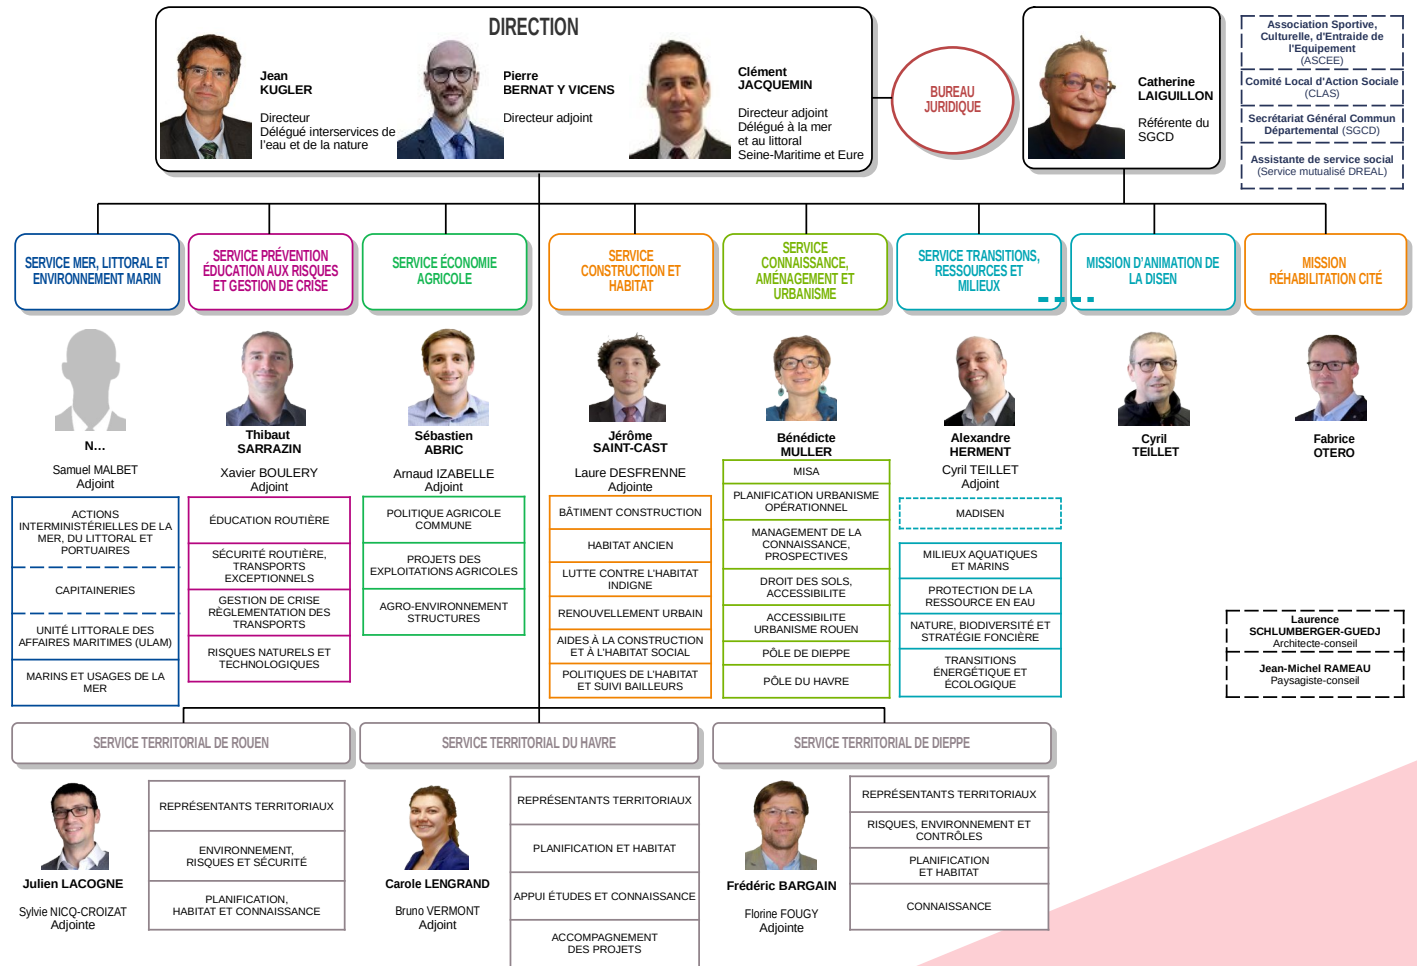 DIRECTION
Jean
KUGLER
Directeur
Délégué interservices de
l'eau et de la nature
Pierre
BERNAT Y VICENS
Directeur adjoint
Clément
JACQUEMIN
Directeur adjoint
Délégué à la mer
et au littoral
Seine-Maritime et Eure
BUREAU
JURIDIQUE
Catherine
LAIGUILLON
Référente du
SGCD
Association Sportive,
Culturelle, d'Entraide de
l'Equipement
(ASCEE)
Comité Local d'Action Sociale
(CLAS)
Secrétariat Général Commun
Départemental (SGCD)
Assistante de service social
(Service mutualisé DREAL)
SERVICE MER, LITTORAL ET
ENVIRONNEMENT MARIN
SERVICE PRÉVENTION
ÉDUCATION AUX RISQUES
ET GESTION DE CRISE
SERVICE ÉCONOMIE
AGRICOLE
SERVICE
CONSTRUCTION ET
HABITAT
SERVICE
CONNAISSANCE,
AMÉNAGEMENT ET
URBANISME
SERVICE TRANSITIONS,
RESSOURCES ET
MILIEUX
MISSION D'ANIMATION DE
LA DISEN
MISSION
RÉHABILITATION CITÉ
N...
Samuel MALBET
Adjoint
Thibaut
SARRAZIN
Xavier BOULERY
Adjoint
Sébastien
ABRIC
Arnaud IZABELLE
Adjoint
Jérôme
SAINT-CAST
Laure DESFRENNE
Adjointe
Bénédicte
MULLER
Alexandre
HERMENT
Cyril TEILLET
Adjoint
Cyril
TEILLET
Fabrice
OTERO
ACTIONS
INTERMINISTÉRIELLES DE LA
MER, DU LITTORAL ET
PORTUAIRES
CAPITAINERIES
UNITÉ LITTORALE DES
AFFAIRES MARITIMES (ULAM)
MARINS ET USAGES DE LA
MER
ÉDUCATION ROUTIÈRE
SÉCURITÉ ROUTIÈRE,
TRANSPORTS
EXCEPTIONNELS
GESTION DE CRISE
RÈGLEMENTATION DES
TRANSPORTS
RISQUES NATURELS ET
TECHNOLOGIQUES
POLITIQUE AGRICOLE
COMMUNE
PROJETS DES
EXPLOITATIONS AGRICOLES
AGRO-ENVIRONNEMENT
STRUCTURES
BÂTIMENT CONSTRUCTION
HABITAT ANCIEN
LUTTE CONTRE L'HABITAT
INDIGNE
RENOUVELLEMENT URBAIN
AIDES À LA CONSTRUCTION
ET À L'HABITAT SOCIAL
POLITIQUES DE L'HABITAT
ET SUIVI BAILLEURS
MISA
PLANIFICATION URBANISME
OPÉRATIONNEL
MANAGEMENT DE LA
CONNAISSANCE,
PROSPECTIVES
DROIT DES SOLS,
ACCESSIBILITE
ACCESSIBILITE
URBANISME ROUEN
PÔLE DE DIEPPE
PÔLE DU HAVRE
MADISEN
MILIEUX AQUATIQUES
ET MARINS
PROTECTION DE LA
RESSOURCE EN EAU
NATURE, BIODIVERSITÉ ET
STRATÉGIE FONCIÈRE
TRANSITIONS
ÉNERGÉTIQUE ET
ÉCOLOGIQUE
Laurence
SCHLUMBERGER-GUEDJ
Architecte-conseil
Jean-Michel RAMEAU
Paysagiste-conseil
SERVICE TERRITORIAL DE ROUEN
SERVICE TERRITORIAL DU HAVRE
SERVICE TERRITORIAL DE DIEPPE
Julien LACOGNE
Sylvie NICQ-CROIZAT
Adjointe
REPRÉSENTANTS TERRITORIAUX
ENVIRONNEMENT,
RISQUES ET SÉCURITÉ
PLANIFICATION,
HABITAT ET CONNAISSANCE
Carole LENGRAND
Bruno VERMONT
Adjoint
REPRÉSENTANTS TERRITORIAUX
PLANIFICATION ET HABITAT
APPUI ÉTUDES ET CONNAISSANCE
ACCOMPAGNEMENT
DES PROJETS
Frédéric BARGAIN
Florine FOUGY
Adjointe
REPRÉSENTANTS TERRITORIAUX
RISQUES, ENVIRONNEMENT ET
CONTRÔLES
PLANIFICATION
ET HABITAT
CONNAISSANCE